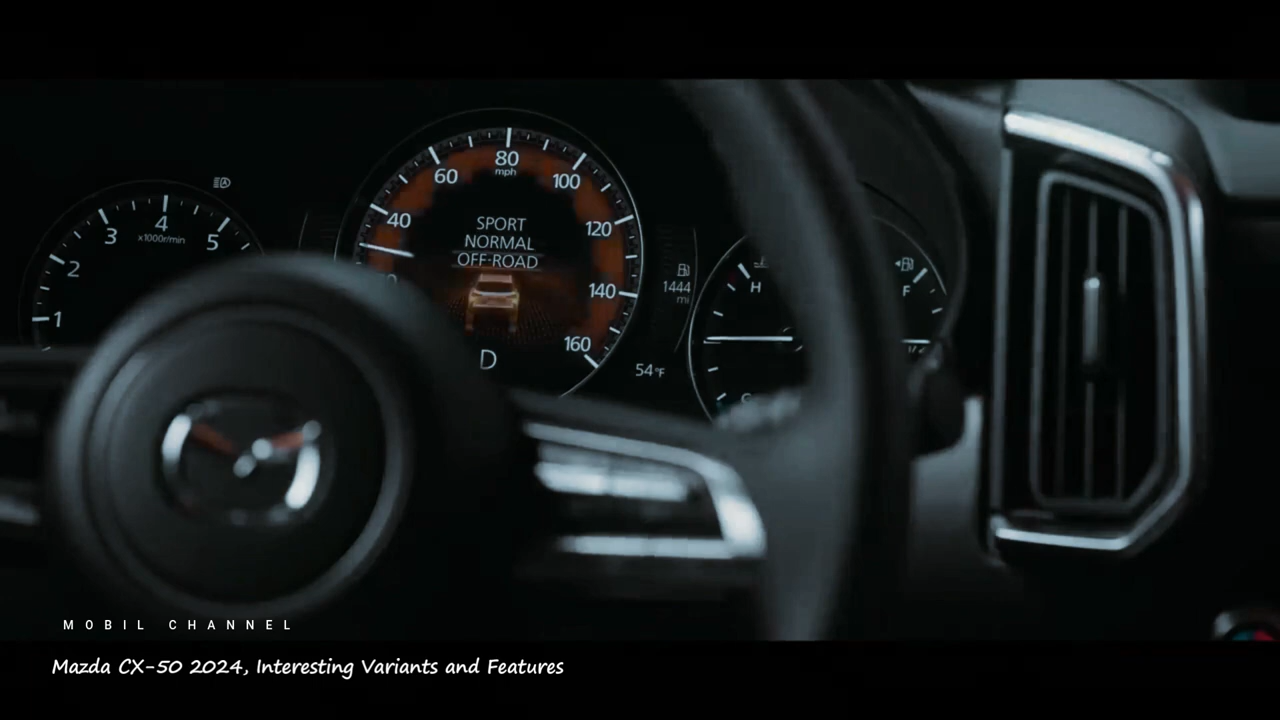 80
mph
60
100
40
120
4
3
5
x1000r/min
2
1
SPORT
NORMAL
OFF-ROAD
1444
mi
H
F
140
160
D
54°F
MOBIL CHANNEL
Mazda CX-50 2024, Interesting Variants and Features